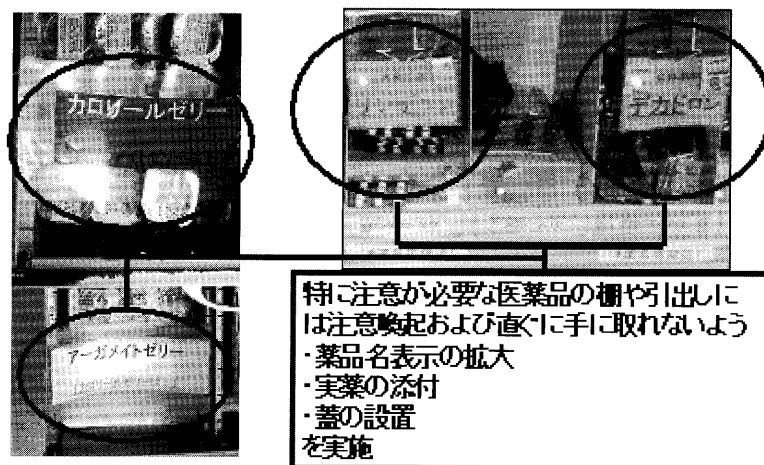 カロリールゼリー
デカドロン
アーガメイトゼリー
特に注意が必要な医薬品の棚や引出しに
は注意喚起および直ぐに手に取れないよう
・薬品名表示の拡大
・実薬の添付
・蓋の設置
を実施